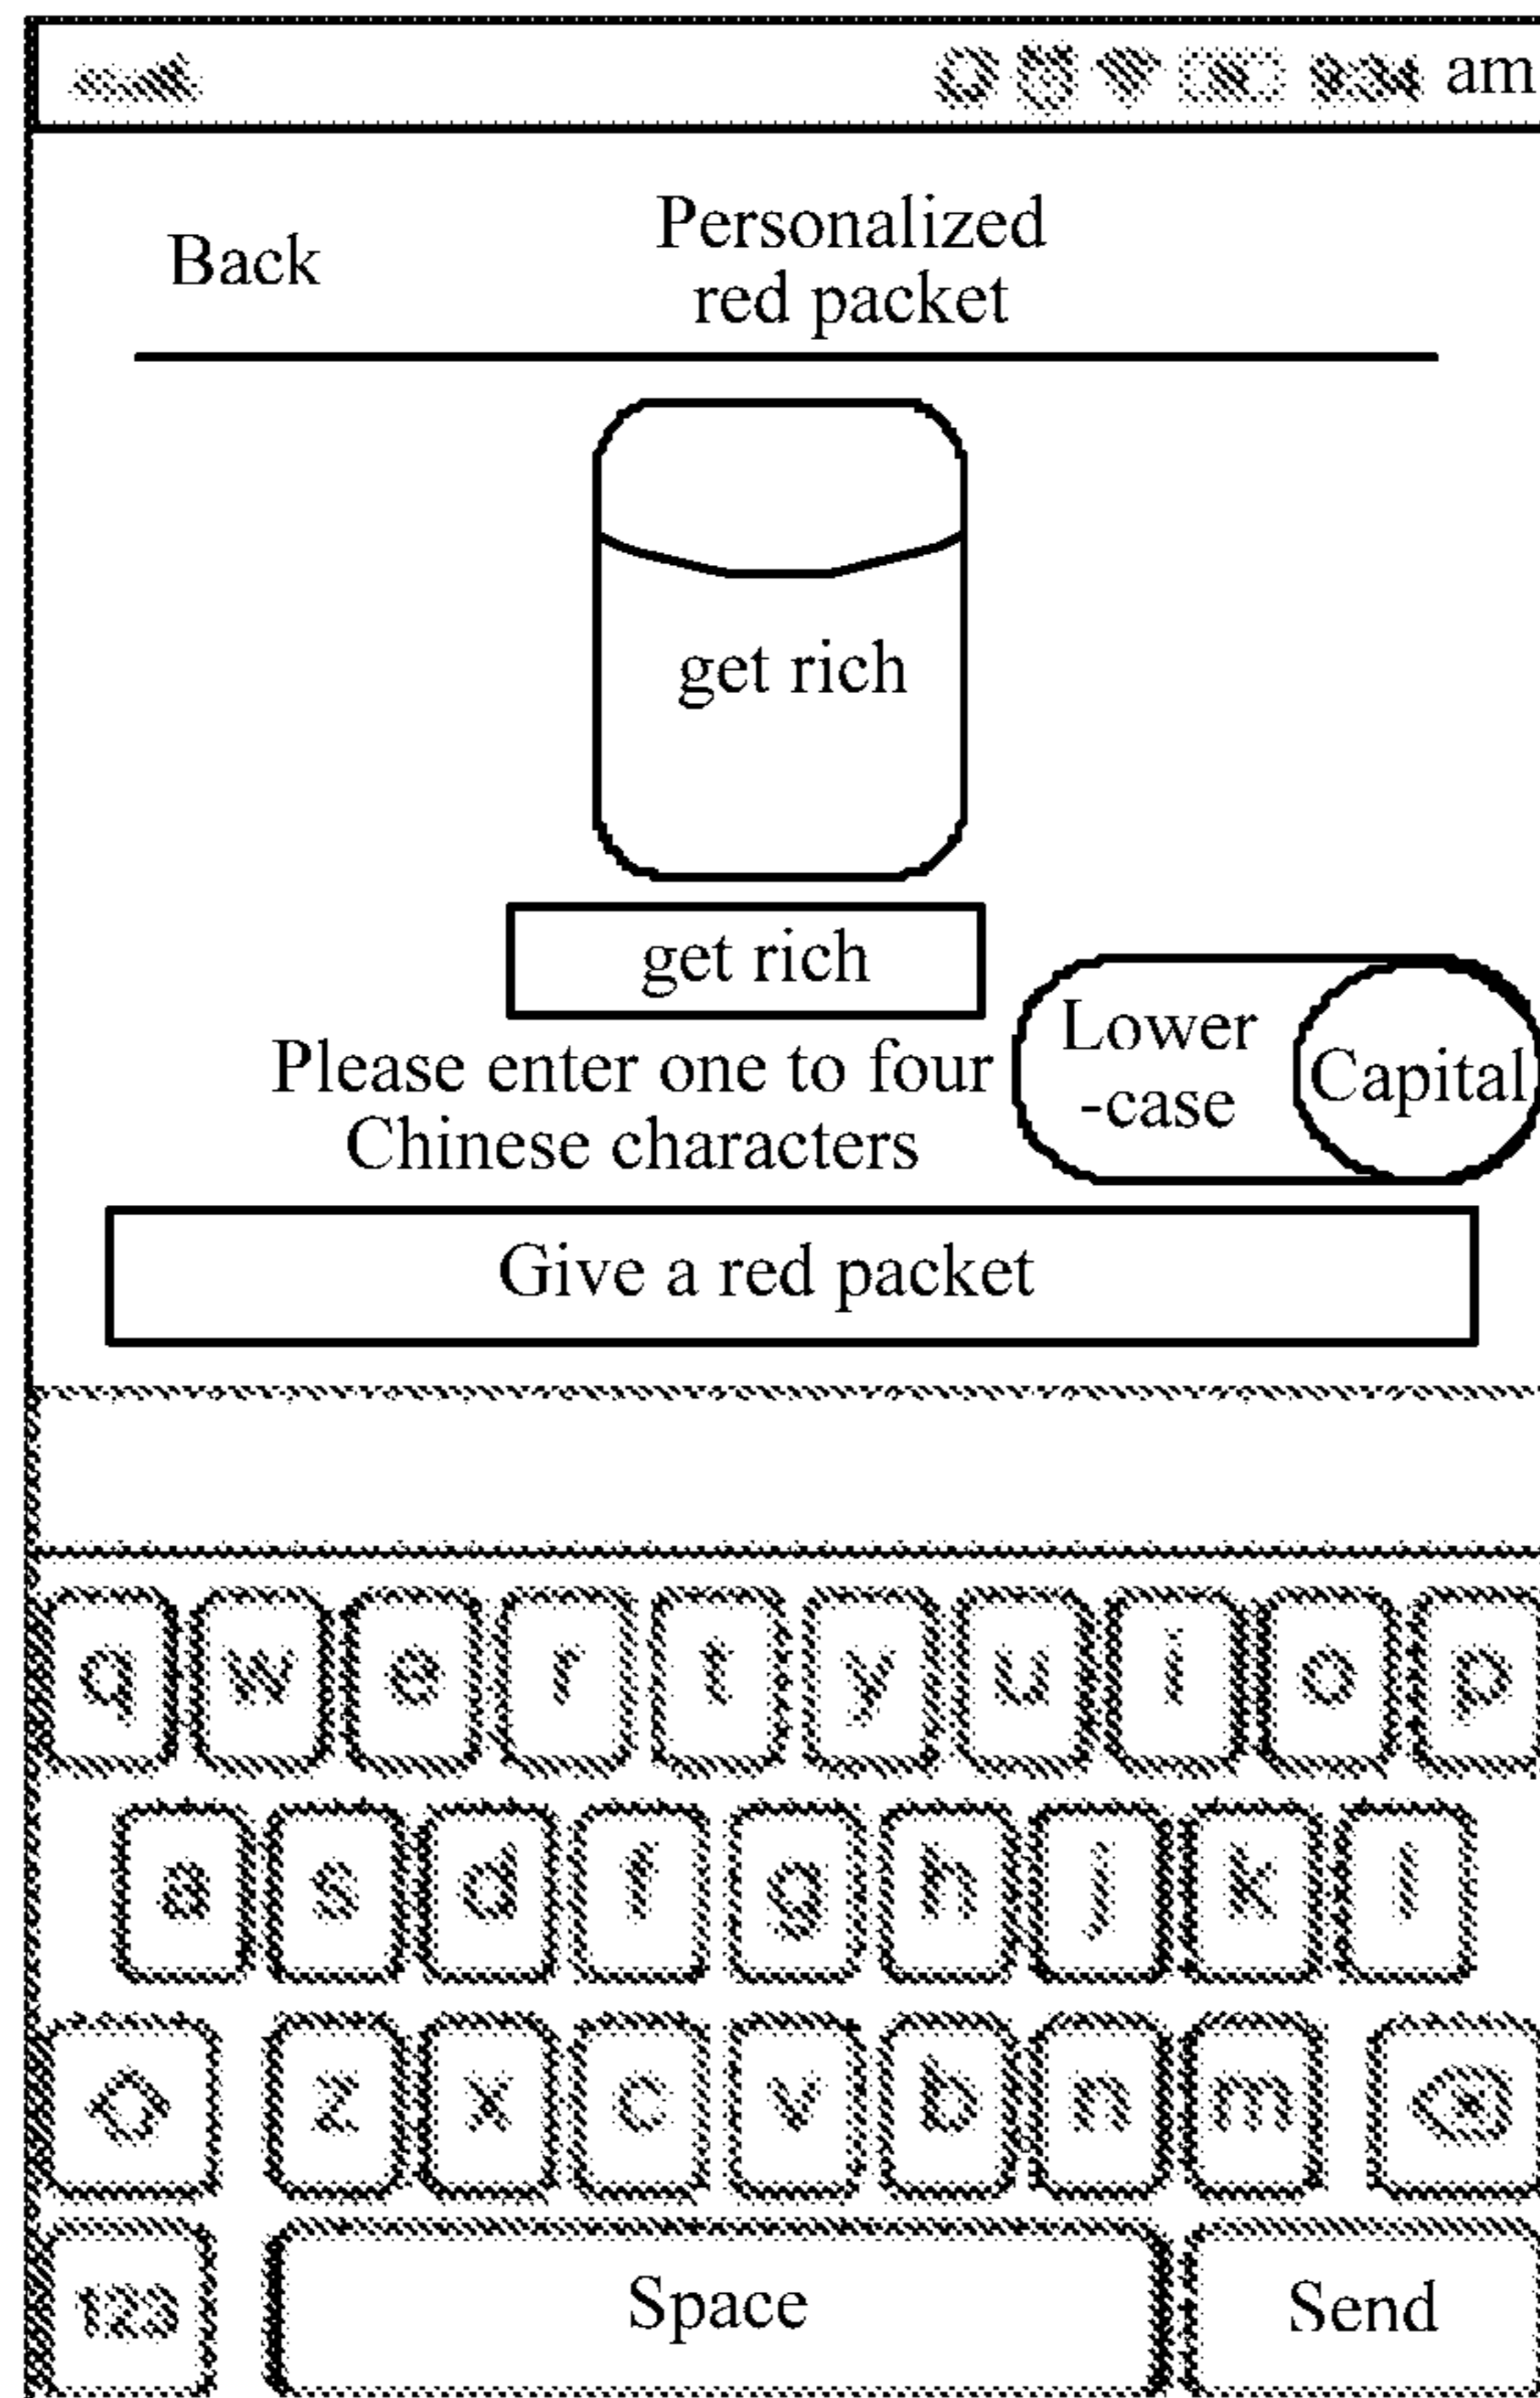 am
Back
Personalized
red packet
get rich
get rich
Please enter one to four
Chinese characters
Lower
-case
Capital
Give a red packet
q w e r t y u i o p
a s d f g h j k l
z x c v b n m
123 Space Send